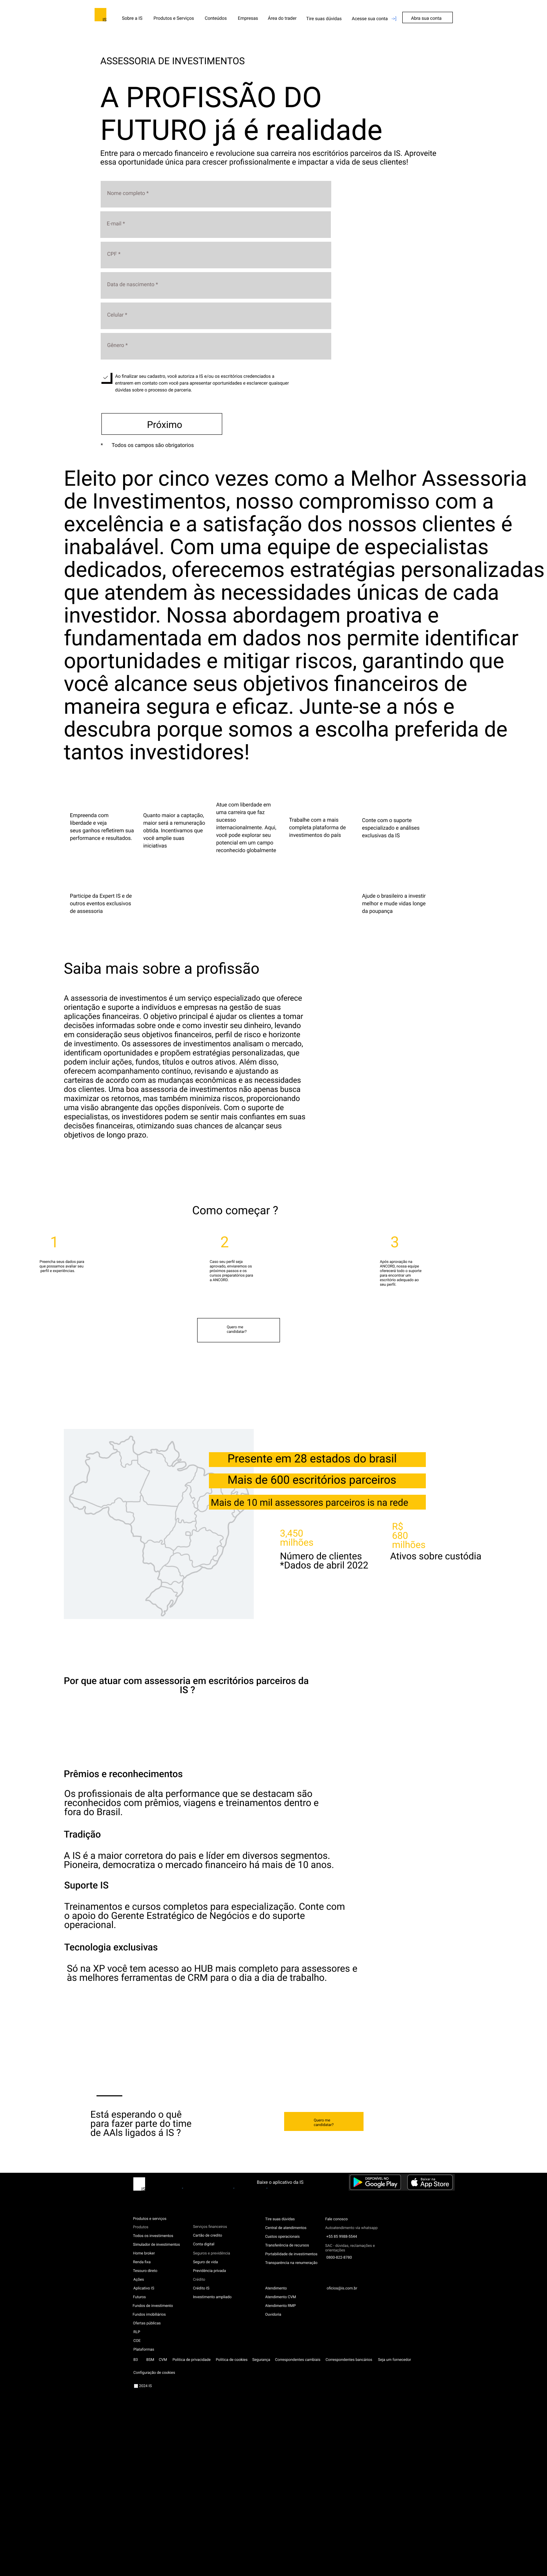 IS
Sobre a IS
Produtos e Serviços
Conteúdos
Empresas
Área do trader
Tire suas dúvidas
Acesse sua conta
Abra sua conta
ASSESSORIA DE INVESTIMENTOS
A PROFISSÃO DO
FUTURO já é realidade
Entre para o mercado financeiro e revolucione sua carreira nos escritórios parceiros da IS. Aproveite
essa oportunidade única para crescer profissionalmente e impactar a vida de seus clientes!
Nome completo *
E-mail *
CPF *
Data de nascimento *
Celular *
Gênero *
Ao finalizar seu cadastro, você autoriza a IS e/ou os escritórios credenciados a
entrarem em contato com você para apresentar oportunidades e esclarecer quaisquer
dúvidas sobre o processo de parceria.
Próximo
* Todos os campos são obrigatorios
Eleito por cinco vezes como a Melhor Assessoria
de Investimentos, nosso compromisso com a
excelência e a satisfação dos nossos clientes é
inabalável. Com uma equipe de especialistas
dedicados, oferecemos estratégias personalizadas
que atendem às necessidades únicas de cada
investidor. Nossa abordagem proativa e
fundamentada em dados nos permite identificar
oportunidades e mitigar riscos, garantindo que
você alcance seus objetivos financeiros de
maneira segura e eficaz. Junte-se a nós e
descubra porque somos a escolha preferida de
tantos investidores!
Empreenda com
liberdade e veja
seus ganhos refletirem sua
performance e resultados.
Quanto maior a captação,
maior será a remuneração
obtida. Incentivamos que
você amplie suas
iniciativas
Atue com liberdade em
uma carreira que faz
sucesso
internacionalmente. Aqui,
você pode explorar seu
potencial em um campo
reconhecido globalmente
Trabalhe com a mais
completa plataforma de
investimentos do país
Conte com o suporte
especializado e análises
exclusivas da IS
Participe da Expert IS e de
outros eventos exclusivos
de assessoria
Ajude o brasileiro a investir
melhor e mude vidas longe
da poupança
Saiba mais sobre a profissão
A assessoria de investimentos é um serviço especializado que oferece
orientação e suporte a indivíduos e empresas na gestão de suas
aplicações financeiras. O objetivo principal é ajudar os clientes a tomar
decisões informadas sobre onde e como investir seu dinheiro, levando
em consideração seus objetivos financeiros, perfil de risco e horizonte
de investimento. Os assessores de investimentos analisam o mercado,
identificam oportunidades e propõem estratégias personalizadas, que
podem incluir ações, fundos, títulos e outros ativos. Além disso,
oferecem acompanhamento contínuo, revisando e ajustando as
carteiras de acordo com as mudanças econômicas e as necessidades
dos clientes. Uma boa assessoria de investimentos não apenas busca
maximizar os retornos, mas também minimiza riscos, proporcionando
uma visão abrangente das opções disponíveis. Com o suporte de
especialistas, os investidores podem se sentir mais confiantes em suas
decisões financeiras, otimizando suas chances de alcançar seus
objetivos de longo prazo.
Como começar ?
1
2
3
Preencha seus dados para
que possamos avaliar seu
perfil e experiências.
Caso seu perfil seja
aprovado, enviaremos os
próximos passos e os
cursos preparatórios para
a ANCORD.
Após aprovação na
ANCORD, nossa equipe
oferecerá todo o suporte
para encontrar um
escritório adequado ao
seu perfil.
Quero me
candidatar?
Presente em 28 estados do brasil
Mais de 600 escritórios parceiros
Mais de 10 mil assessores parceiros is na rede
3,450
milhões
Número de clientes
*Dados de abril 2022
R$
680
milhões
Ativos sobre custódia
Por que atuar com assessoria em escritórios parceiros da
IS ?
Prêmios e reconhecimentos
Os profissionais de alta performance que se destacam são
reconhecidos com prêmios, viagens e treinamentos dentro e
fora do Brasil.
Tradição
A IS é a maior corretora do pais e líder em diversos segmentos.
Pioneira, democratiza o mercado financeiro há mais de 10 anos.
Suporte IS
Treinamentos e cursos completos para especialização. Conte com
o apoio do Gerente Estratégico de Negócios e do suporte
operacional.
Tecnologia exclusivas
Só na XP você tem acesso ao HUB mais completo para assessores e
às melhores ferramentas de CRM para o dia a dia de trabalho.
Está esperando o quê
para fazer parte do time
de AAIs ligados á IS ?
Quero me
candidatar?
Baixe o aplicativo da IS
DISPONÍVEL NO
Google Play
Baixar na
App Store
Produtos e serviços
Produtos
Todos os investimentos
Simulador de investimentos
Home broker
Renda fixa
Tesouro direto
Ações
Aplicativo IS
Futuros
Fundos de investimento
Fundos imobiliários
Ofertas públicas
RLP
COE
Plataformas
Serviços financeiros
Cartão de credito
Conta digital
Seguros e previdência
Seguro de vida
Previdência privada
Crédito
Crédito IS
Investimento ampliado
Tire suas dúvidas
Central de atendimentos
Custos operacionais
Transferência de recursos
Portabilidade de investimentos
Transparência na renumeração
Atendimento
Atendimento CVM
Atendimento RMP
Ouvidoria
Fale conosco
Autoatendimento via whatsapp
+55 85 9988-5544
SAC - dúvidas, reclamações e
orientações
0800-822-8780
oficios@is.com.br
B3
BSM
CVM
Politica de privacidade
Política de cookies
Segurança
Correspondentes cambiais
Correspondentes bancários
Seja um fornecedor
Configuração de cookies
2024 IS